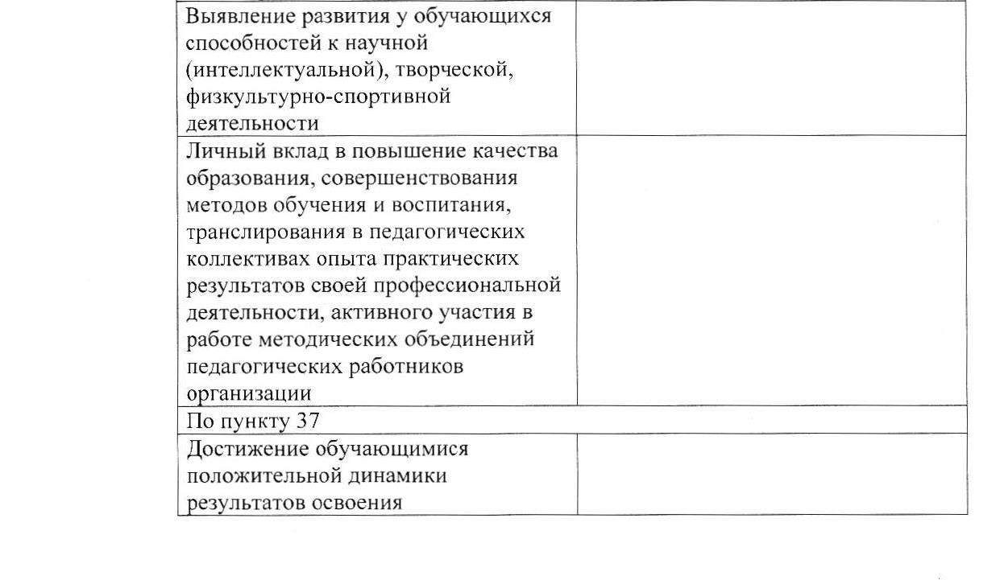 Выявление развития у обучающихся
способностей к научной
(интеллектуальной), творческой,
физкультурно-спортивной
деятельности
Личный вклад в повышение качества
образования, совершенствования
методов обучения и воспитания,
транслирования в педагогических
коллективах опыта практических
результатов своей профессиональной
деятельности, активного участия в
работе методических объединений
педагогических работников
организации
По пункту 37
Достижение обучающимися
положительной динамики
результатов освоения